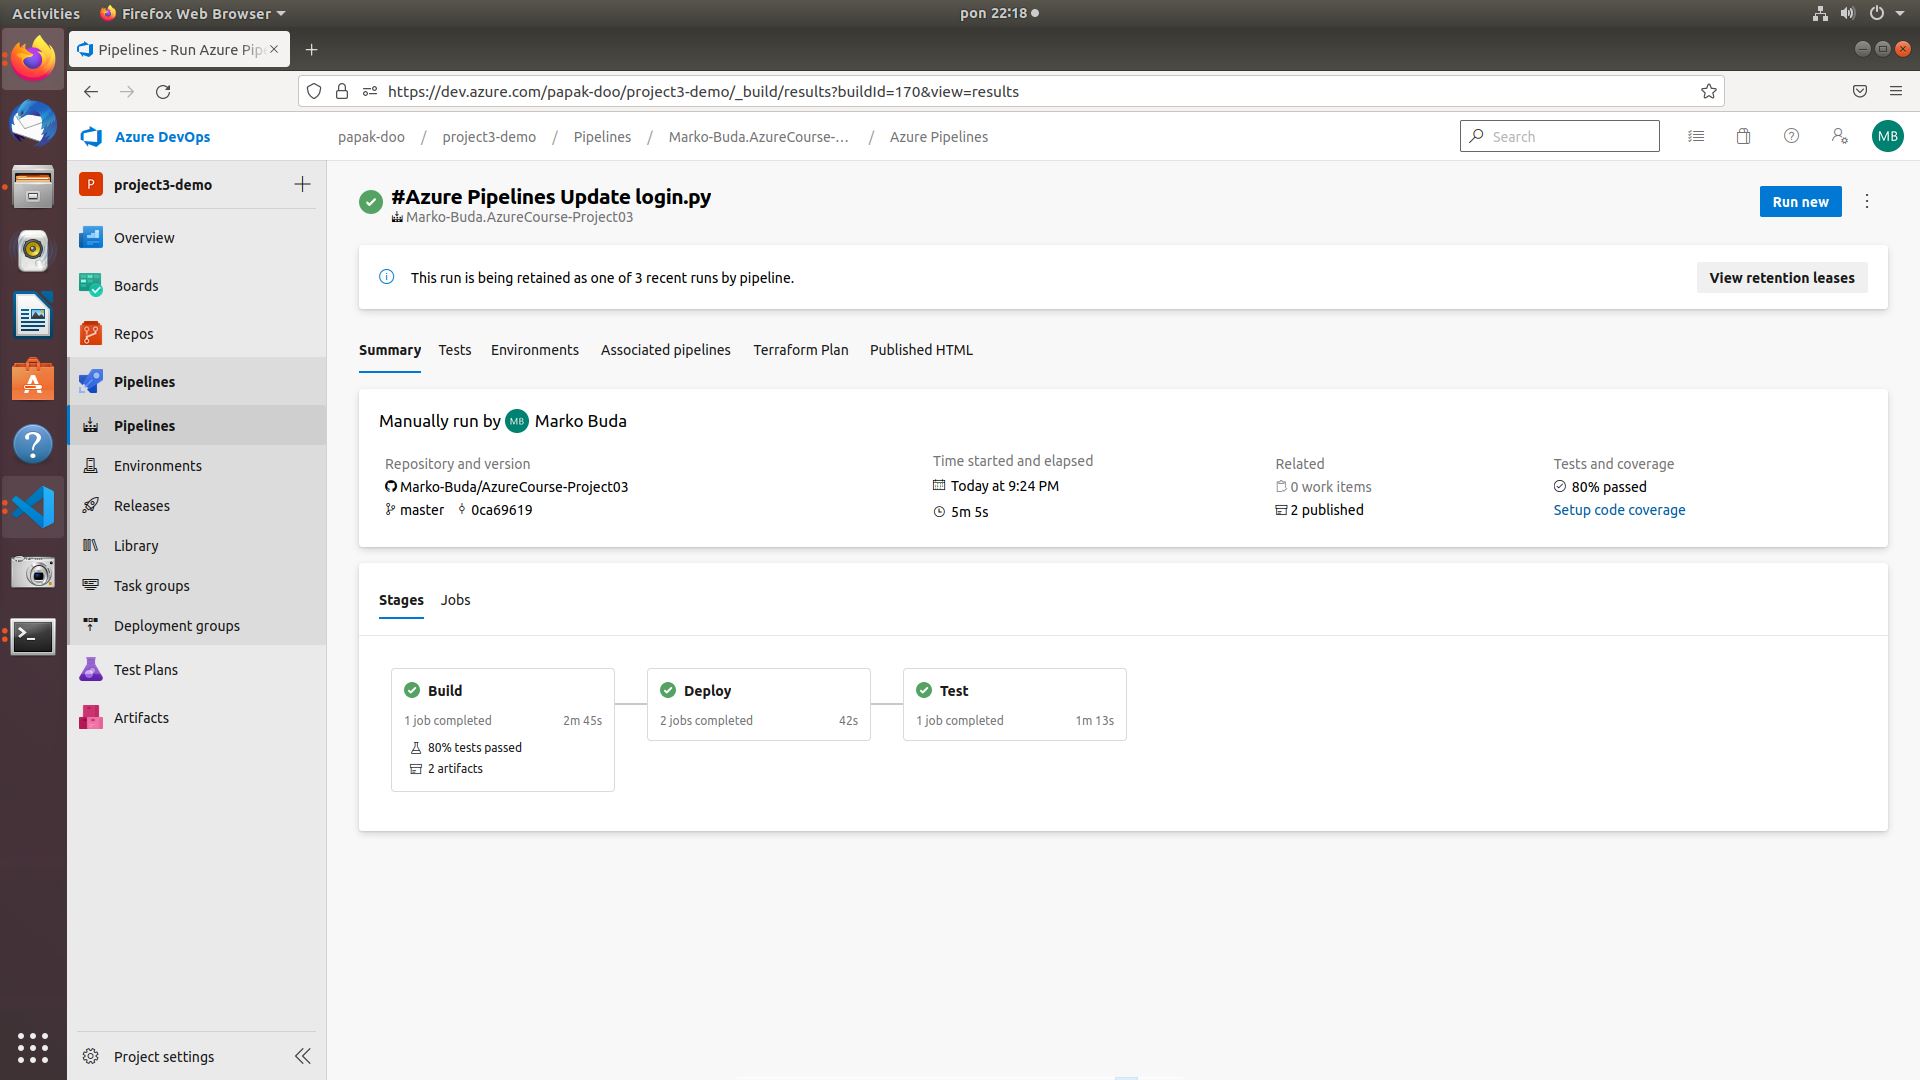 Activities
Firefox Web Browser
pon 22:18
Pipelines - Run Azure Pip
https://dev.azure.com/papak-doo/project3-demo/_build/results?buildId=170&view=results
Azure DevOps
papak-doo / project3-demo / Pipelines / Marko-Buda.AzureCourse-... / Azure Pipelines
Search
MB
P project3-demo
Overview
Boards
Repos
Pipelines
Pipelines
Environments
Releases
Library
Task groups
Deployment groups
Test Plans
Artifacts
Project settings
#Azure Pipelines Update login.py
Marko-Buda.AzureCourse-Project03
Run new
This run is being retained as one of 3 recent runs by pipeline.
View retention leases
Summary Tests Environments Associated pipelines Terraform Plan Published HTML
Manually run by MB Marko Buda
Repository and version
Marko-Buda/AzureCourse-Project03
master 0ca69619
Time started and elapsed
Today at 9:24 PM
5m 5s
Related
0 work items
2 published
Tests and coverage
80% passed
Setup code coverage
Stages Jobs
Build
1 job completed 2m 45s
80% tests passed
2 artifacts
Deploy
2 jobs completed 42s
Test
1 job completed 1m 13s